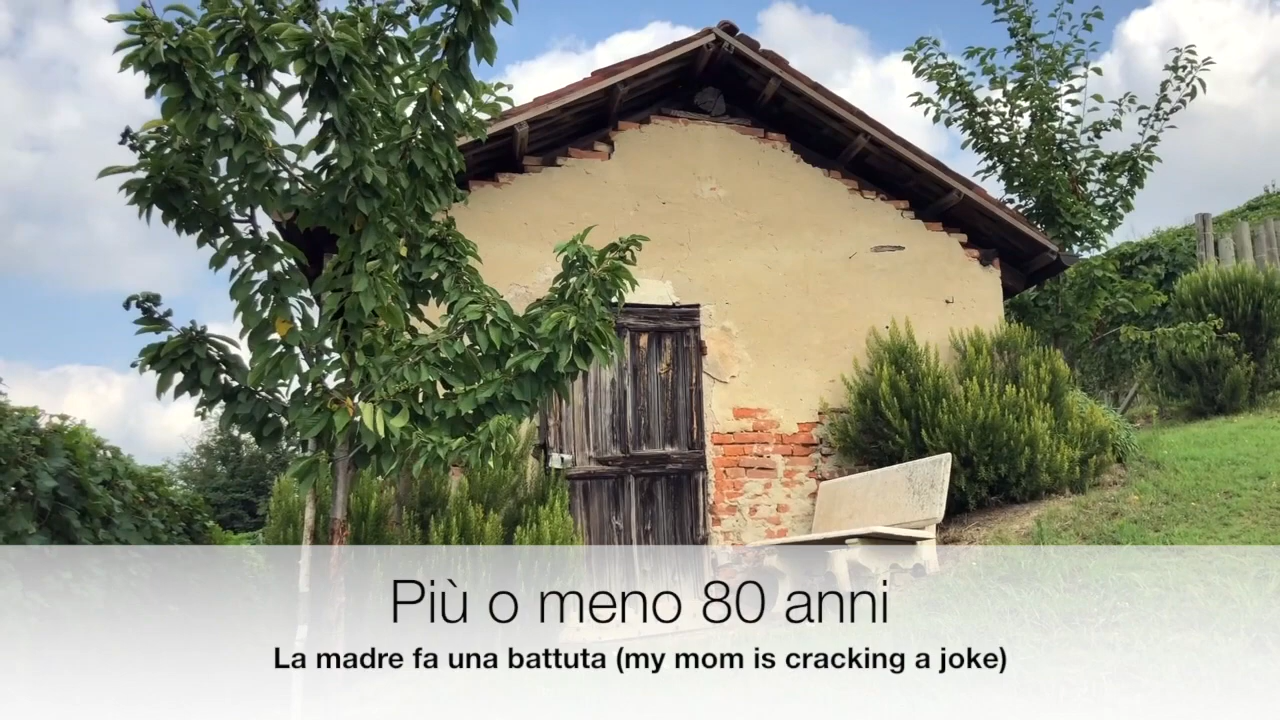 Più o meno 80 anni
La madre fa una battuta (my mom is cracking a joke)